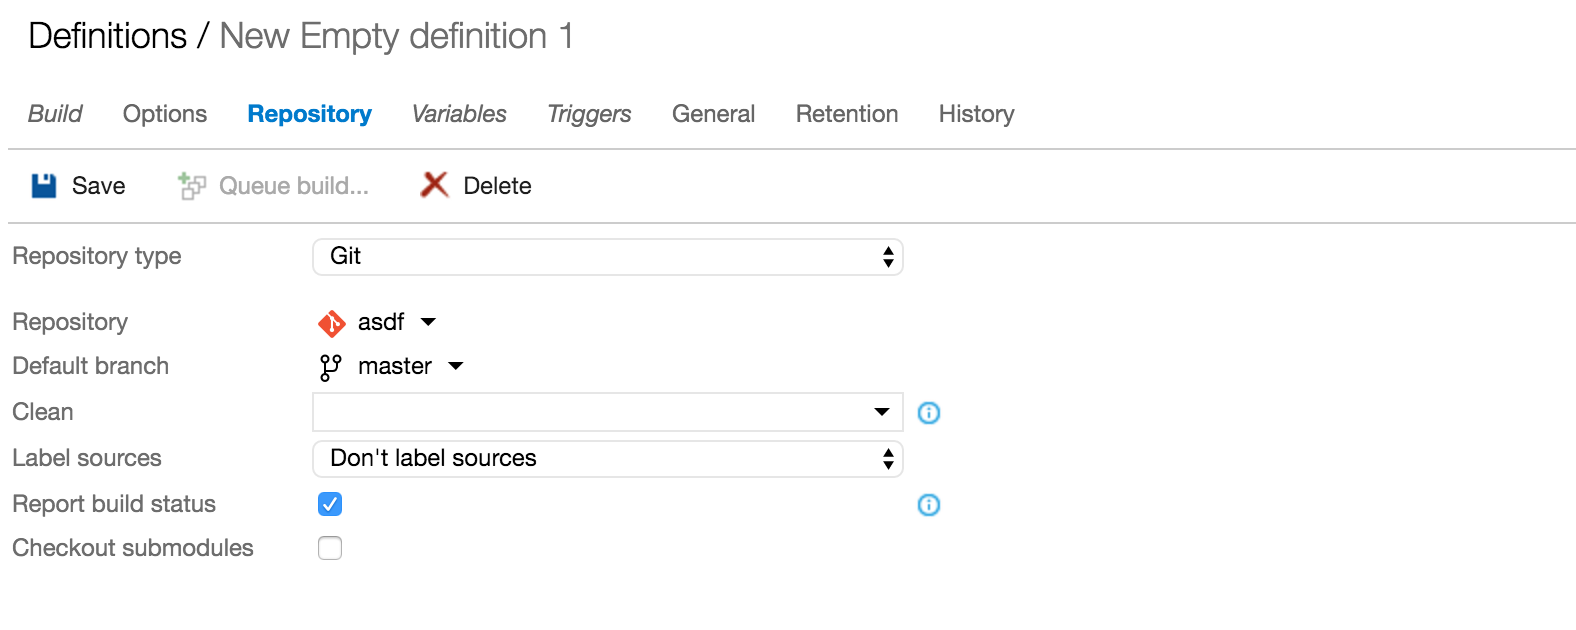 Definitions / New Empty definition 1
Build Options Repository Variables Triggers General Retention History
Save Queue build... Delete
Repository type Git
Repository asdf
Default branch master
Clean
Label sources Don't label sources
Report build status
Checkout submodules